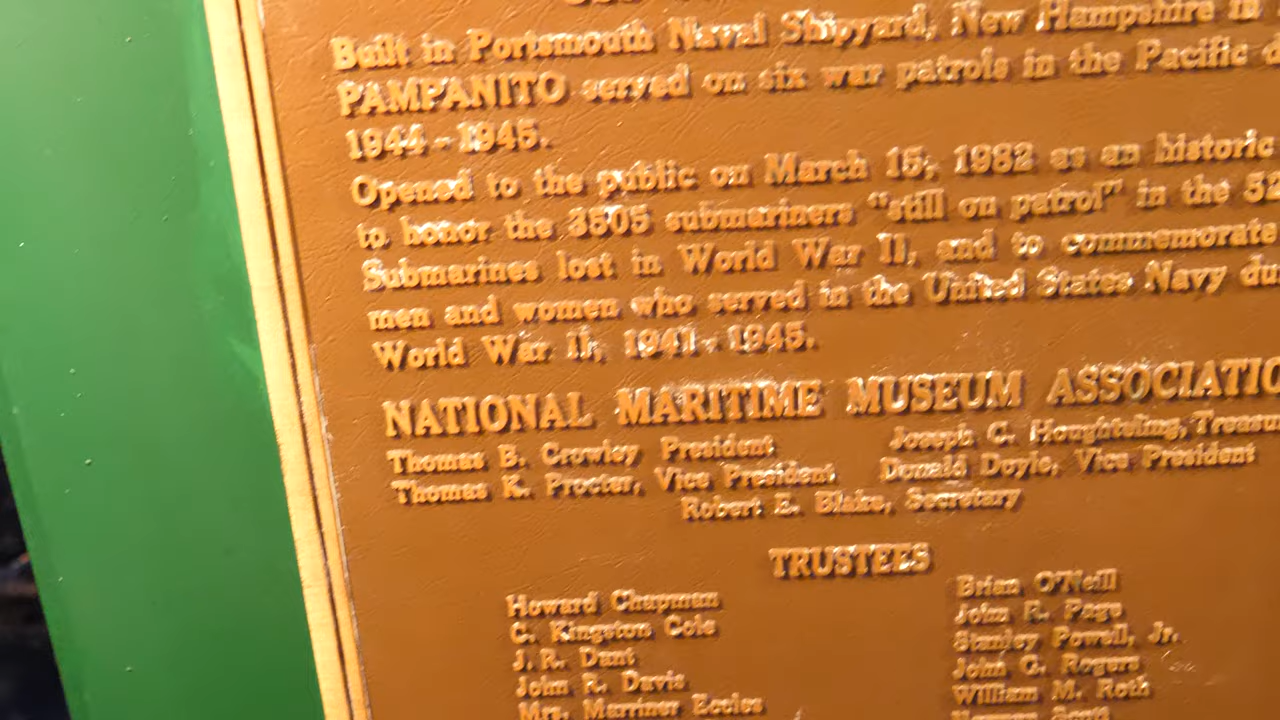 Built in Portsmouth Naval Shipyard, New Hampshire in
PAMPANITO served on six war patrols in the Pacific
1944-1945.
Opened to the public on March 15, 1982 as an historic
to honor the 3505 submariners "still on patrol" in the 52
Submarines lost in World War II, and to commemorate
men and women who served in the United States Navy du
World War II, 1941-1945.
NATIONAL MARITIME MUSEUM ASSOCIATIO
Thomas B. Crowley President Joseph C. Houghteling, Treasu
Thomas K. Procter, Vice President Donald Doyle, Vice President
Robert E. Blake, Secretary
TRUSTEES
Howard Chapman Brian O'Neill
C. Kingston Cole John R. Page
J. R. Dant Stanley Powell, Jr.
John R. Davis John G. Rogers
Mrs. Marriner Eccles William M. Roth